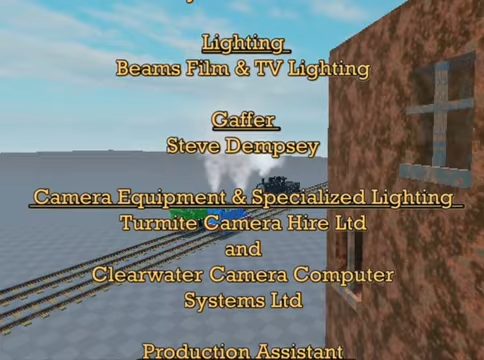 Lighting
Beams Film & TV Lighting
Gaffer
Steve Dempsey
Camera Equipment & Specialized Lighting
Turmite Camera Hire Ltd
and
Clearwater Camera Computer
Systems Ltd
Production Assistant